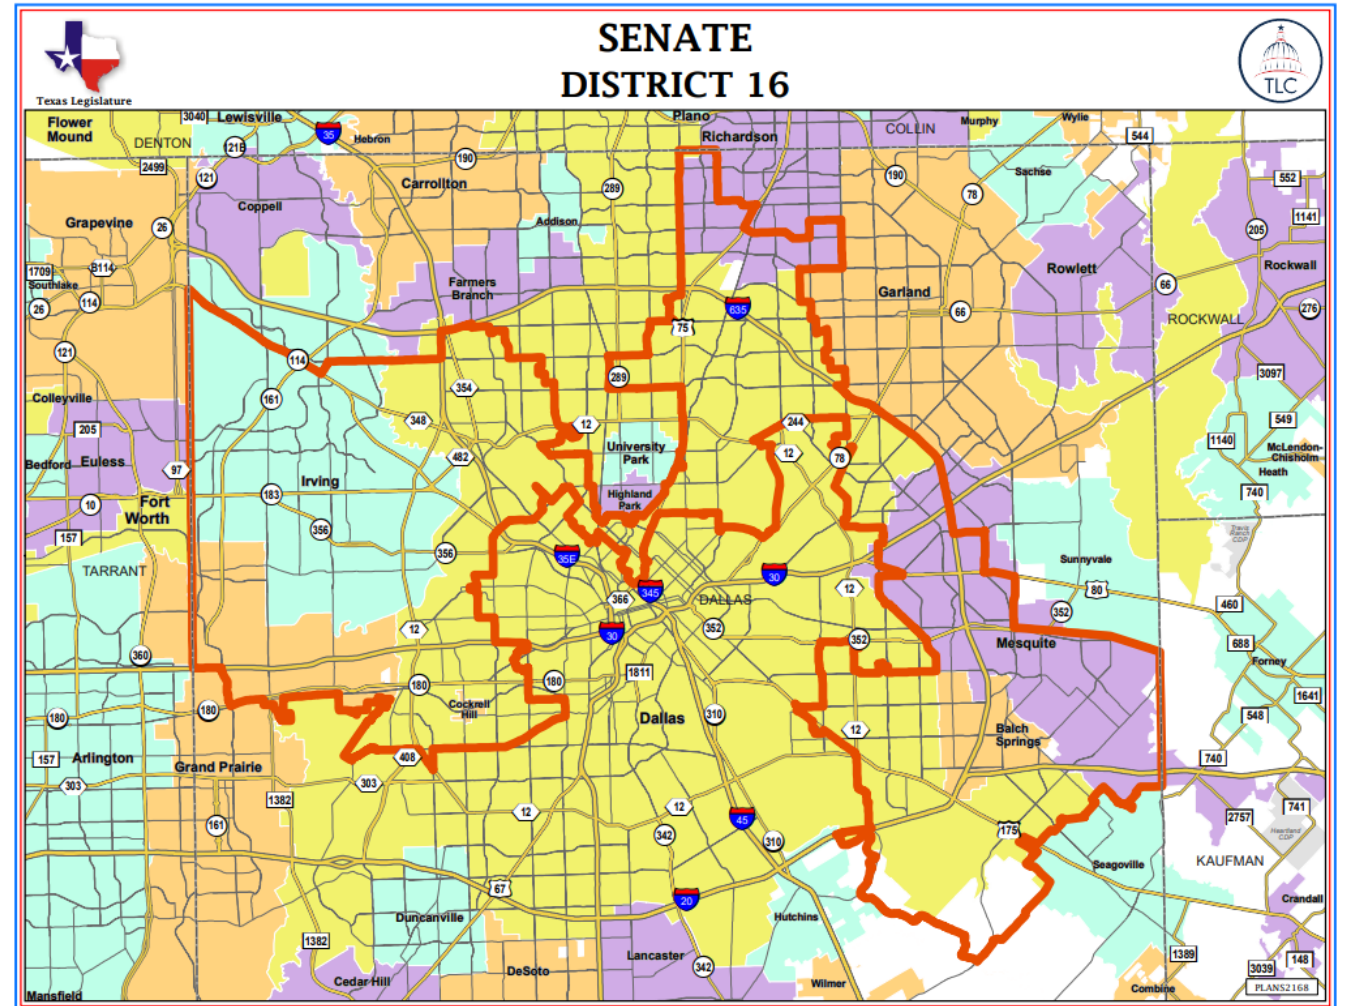 SENATE
DISTRICT 16
Texas Legislature
TLC
Flower
Mound
DENTON
3040
Lewisville
121B
35
Hebron
Plano
Richardson
COLLIN
Murphy
Wylie
544
2499
121
190
Carrollton
289
190
78
Sachse
552
Coppell
Grapevine
26
Addison
205
1141
1709
B114
Southlake
26
114
Farmers
Branch
Rowlett
Rockwall
Garland
66
66
276
635
75
ROCKWALL
121
114
289
354
161
Colleyville
3097
205
348
12
244
549
1140
McLendon-
Chisholm
Heath
Bedford
Euless
97
482
University
Park
12
78
Irving
183
Highland
Park
740
10
Fort
Worth
356
157
356
35E
Travis
Ranch
CDP
TARRANT
Sunnyvale
30
345
366
DALLAS
12
80
352
460
12
30
352
352
Mesquite
688
360
Forney
180
180
1811
Cockrell
Hill
1641
180
180
Dallas
310
548
12
Balch
Springs
157
Arlington
408
740
303
Grand Prairie
303
1382
12
12
741
2757
161
342
45
310
175
Heartland
CDP
KAUFMAN
Seagoville
67
20
Crandall
Duncanville
Hutchins
1382
Lancaster
342
1389
148
3039
DeSoto
Cedar Hill
Wilmer
Combine
Mansfield
PLANS2168